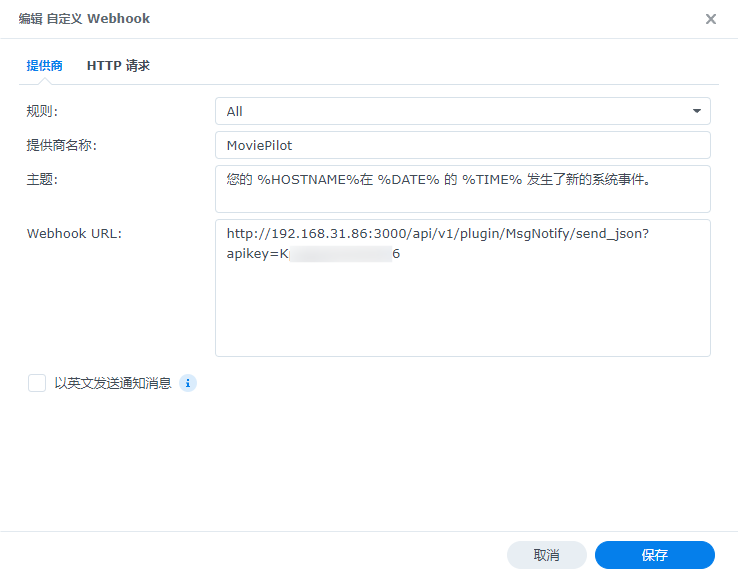 编辑 自定义 Webhook
提供商 HTTP 请求
规则: All
提供商名称: MoviePilot
主题: 您的 %HOSTNAME%在 %DATE% 的 %TIME% 发生了新的系统事件。
Webhook URL: http://192.168.31.86:3000/api/v1/plugin/MsgNotify/send_json?
apikey=K 6
以英文发送通知消息
取消 保存